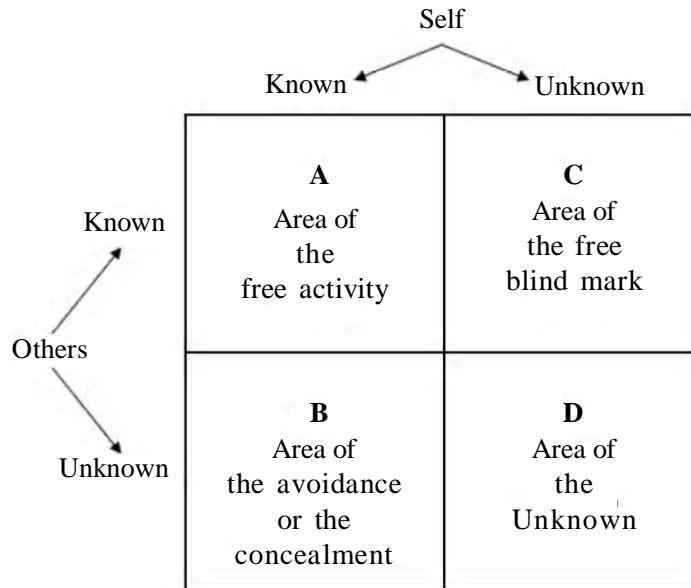 Self
Known
Unknown
A
Area of
the
free activity
C
Area of
the free
blind mark
Known
Others
Unknown
B
Area of
the avoidance
or the
concealment
D
Area of
the
Unknown